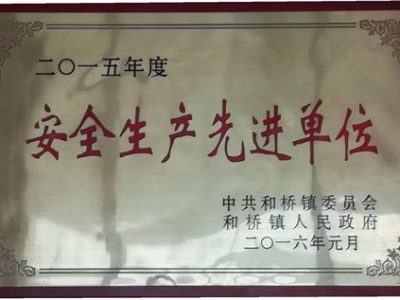 二〇一五年度
安全生产先进单位
中共和桥镇委员会
和桥镇人民政府
二〇一六年元月